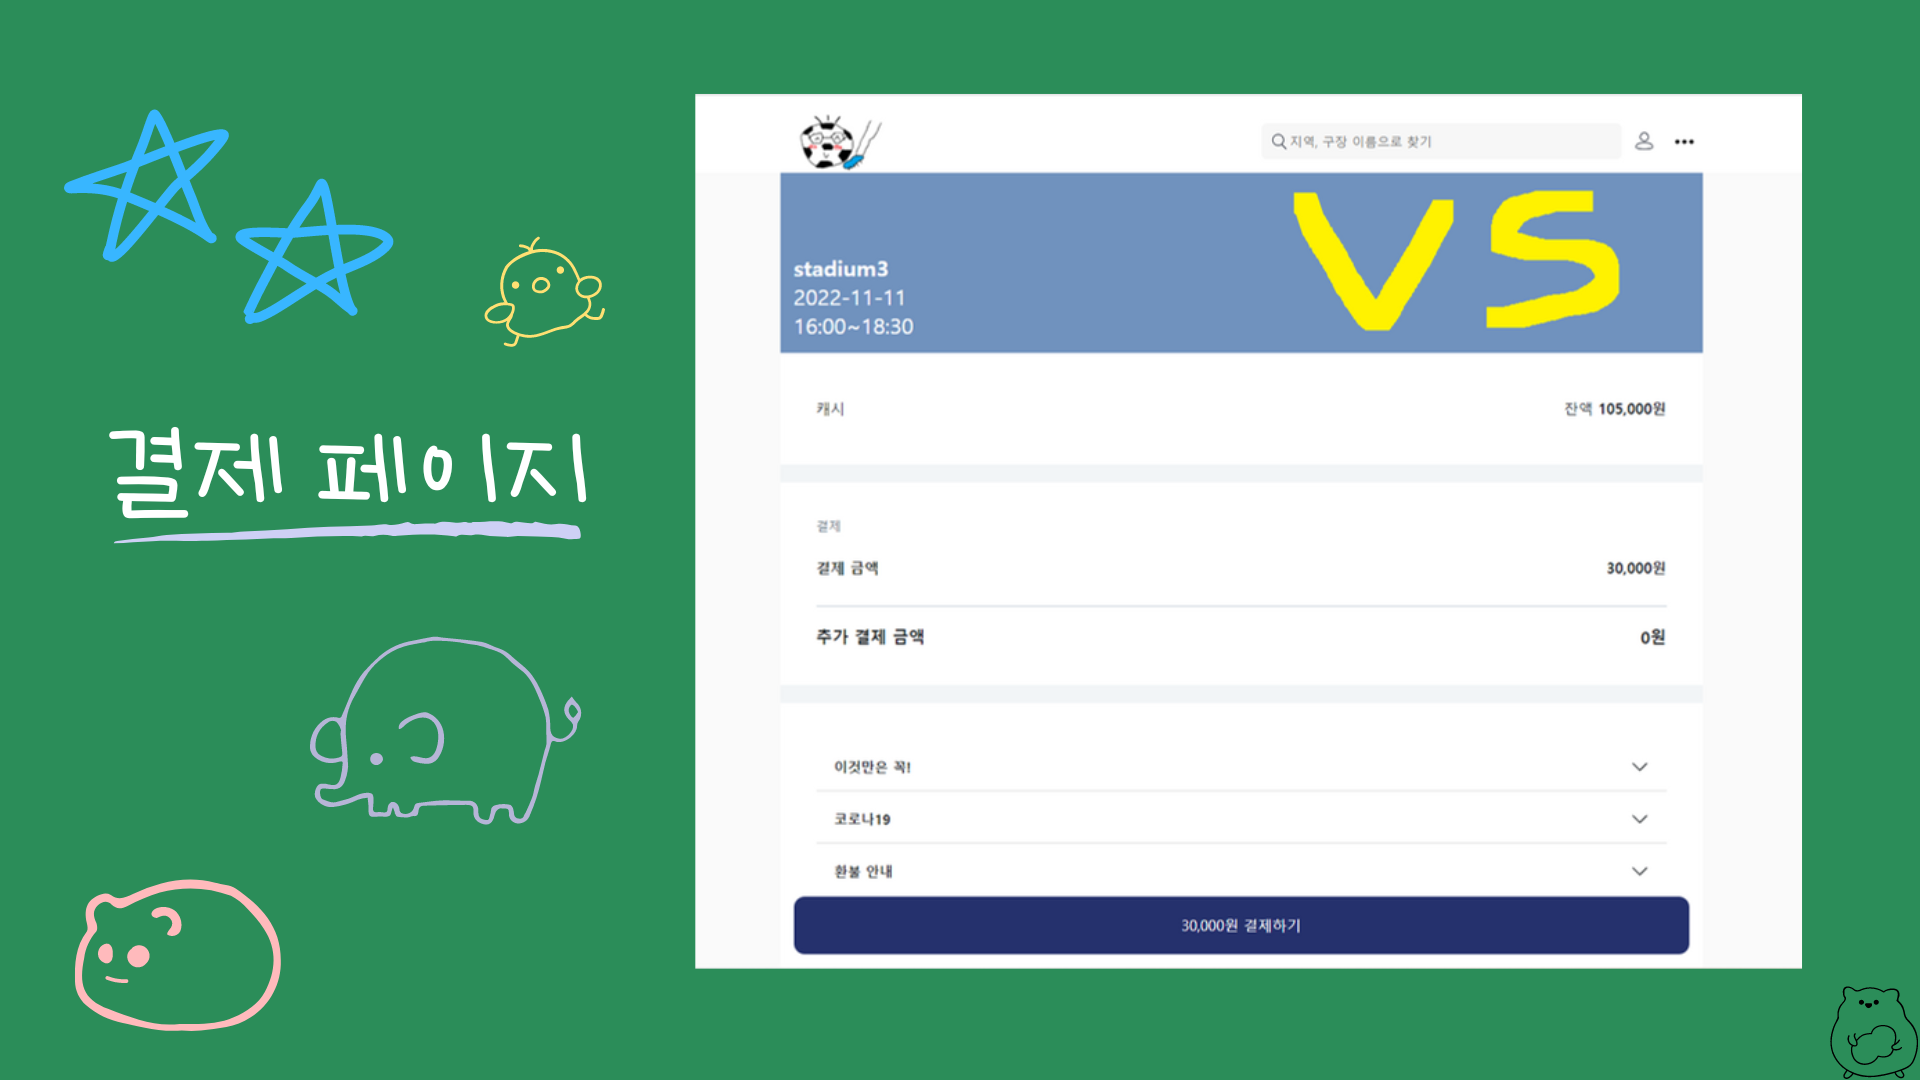 결제 페이지
지역, 구장 이름으로 찾기
VS
stadium3
2022-11-11
16:00~18:30
캐시 잔액 105,000원
결제
결제 금액 30,000원
추가 결제 금액 0원
이것만은 꼭!
코로나19
환불 안내
30,000원 결제하기